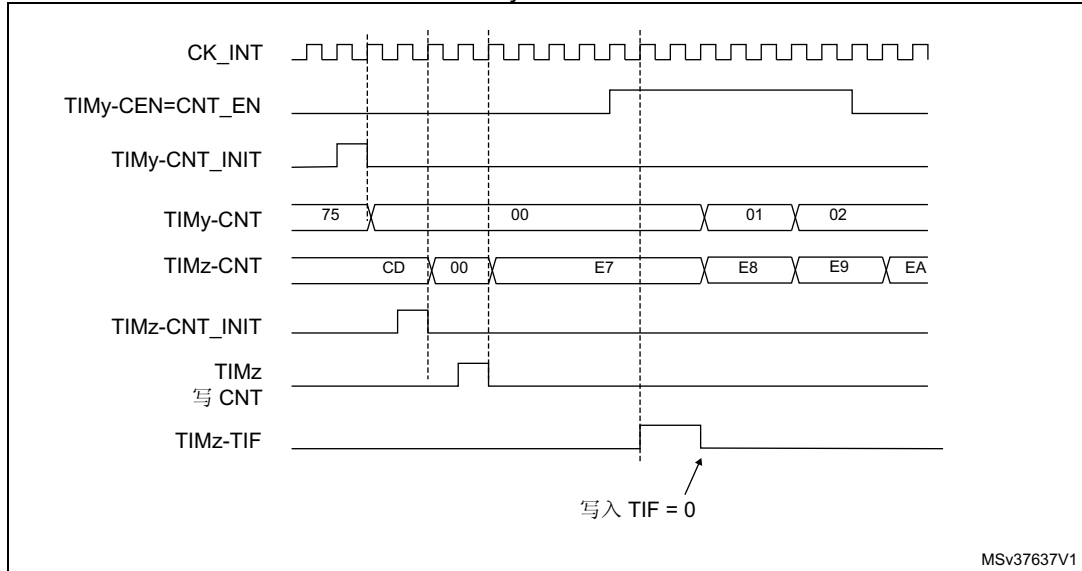 CK_INT
TIMy-CEN=CNT_EN
TIMy-CNT_INIT
TIMy-CNT 75 00 01 02
TIMz-CNT CD 00 E7 E8 E9 EA
TIMz-CNT_INIT
TIMz
写 CNT
TIMz-TIF
写入 TIF = 0
MSv37637V1